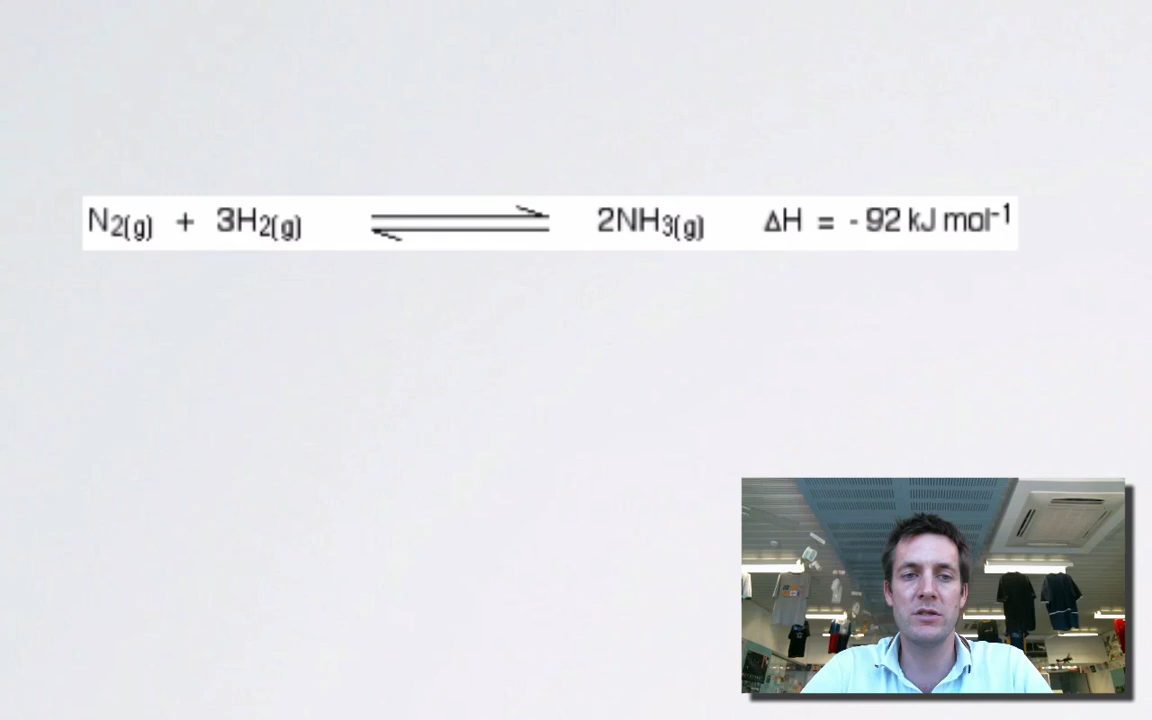 N2(g) + 3H2(g) ⇌ 2NH3(g) ΔH = - 92 kJ mol-1